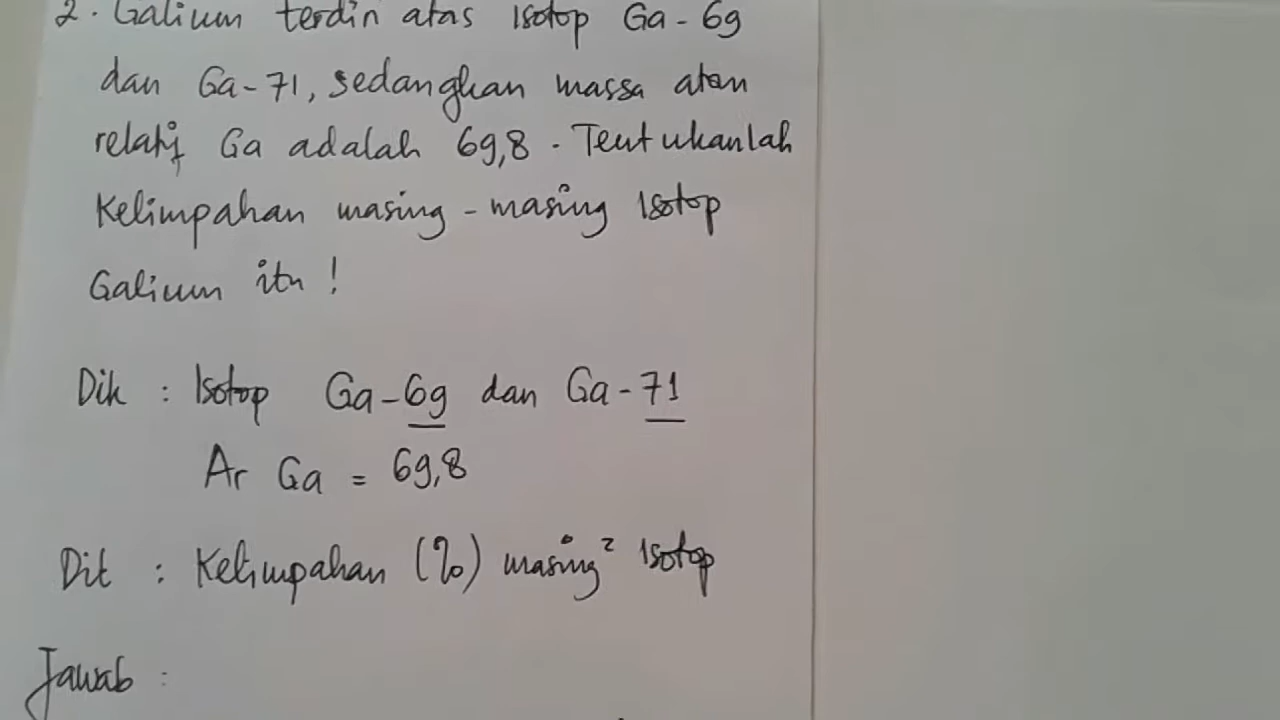 2. Galium terdiri atas Isotop Ga-69
dan Ga-71, sedangkan massa atom
relatif Ga adalah 69,8. Tentukanlah
Kelimpahan masing-masing Isotop
Galium itu!
Dik : Isotop Ga-69 dan Ga-71
Ar Ga = 69,8
Dit : Kelimpahan (%) masing² Isotop
Jawab :